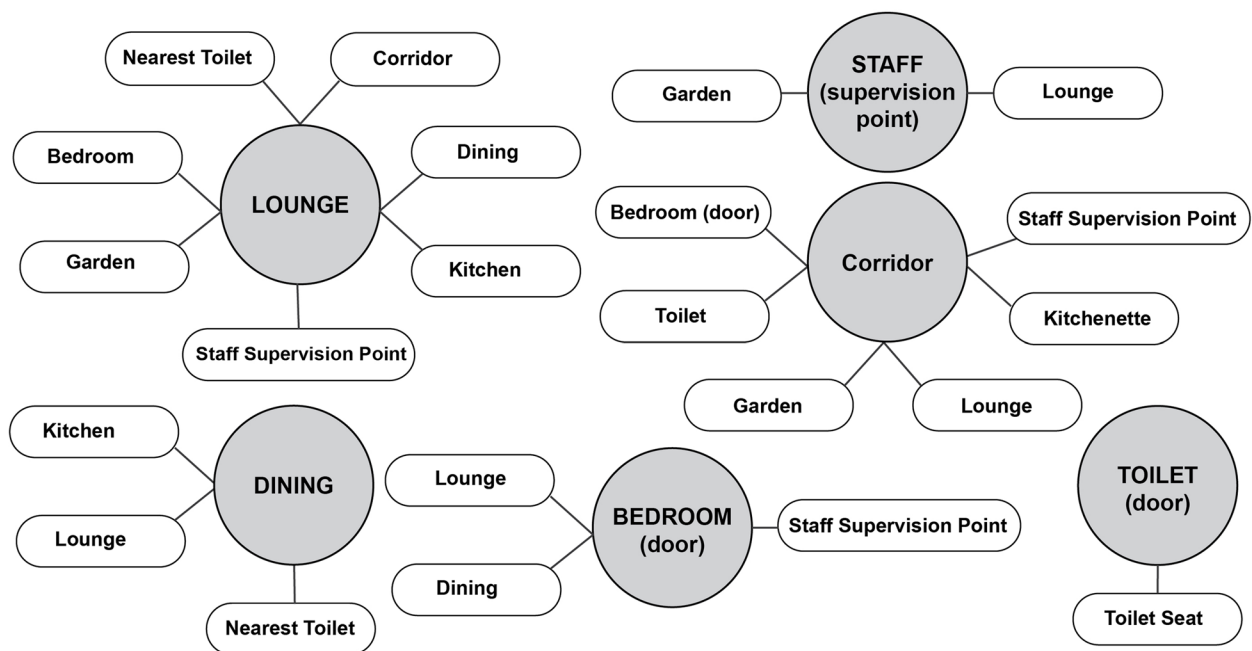 Nearest Toilet
Corridor
Bedroom
Dining
LOUNGE
Garden
Kitchen
Staff Supervision Point
STAFF
(supervision
point)
Garden
Lounge
Bedroom (door)
Staff Supervision Point
Corridor
Toilet
Kitchenette
Garden
Lounge
Kitchen
DINING
Lounge
Nearest Toilet
Lounge
BEDROOM
(door)
Staff Supervision Point
Dining
TOILET
(door)
Toilet Seat